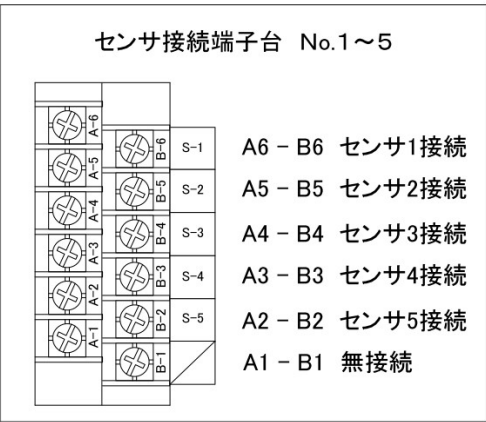 センサ接続端子台 No.1～5
A-6
B-6 S-1 A6 － B6 センサ1接続
A-5
B-5 S-2 A5 － B5 センサ2接続
A-4
B-4 S-3 A4 － B4 センサ3接続
A-3
B-3 S-4 A3 － B3 センサ4接続
A-2
B-2 S-5 A2 － B2 センサ5接続
A-1
B-1 A1 － B1 無接続